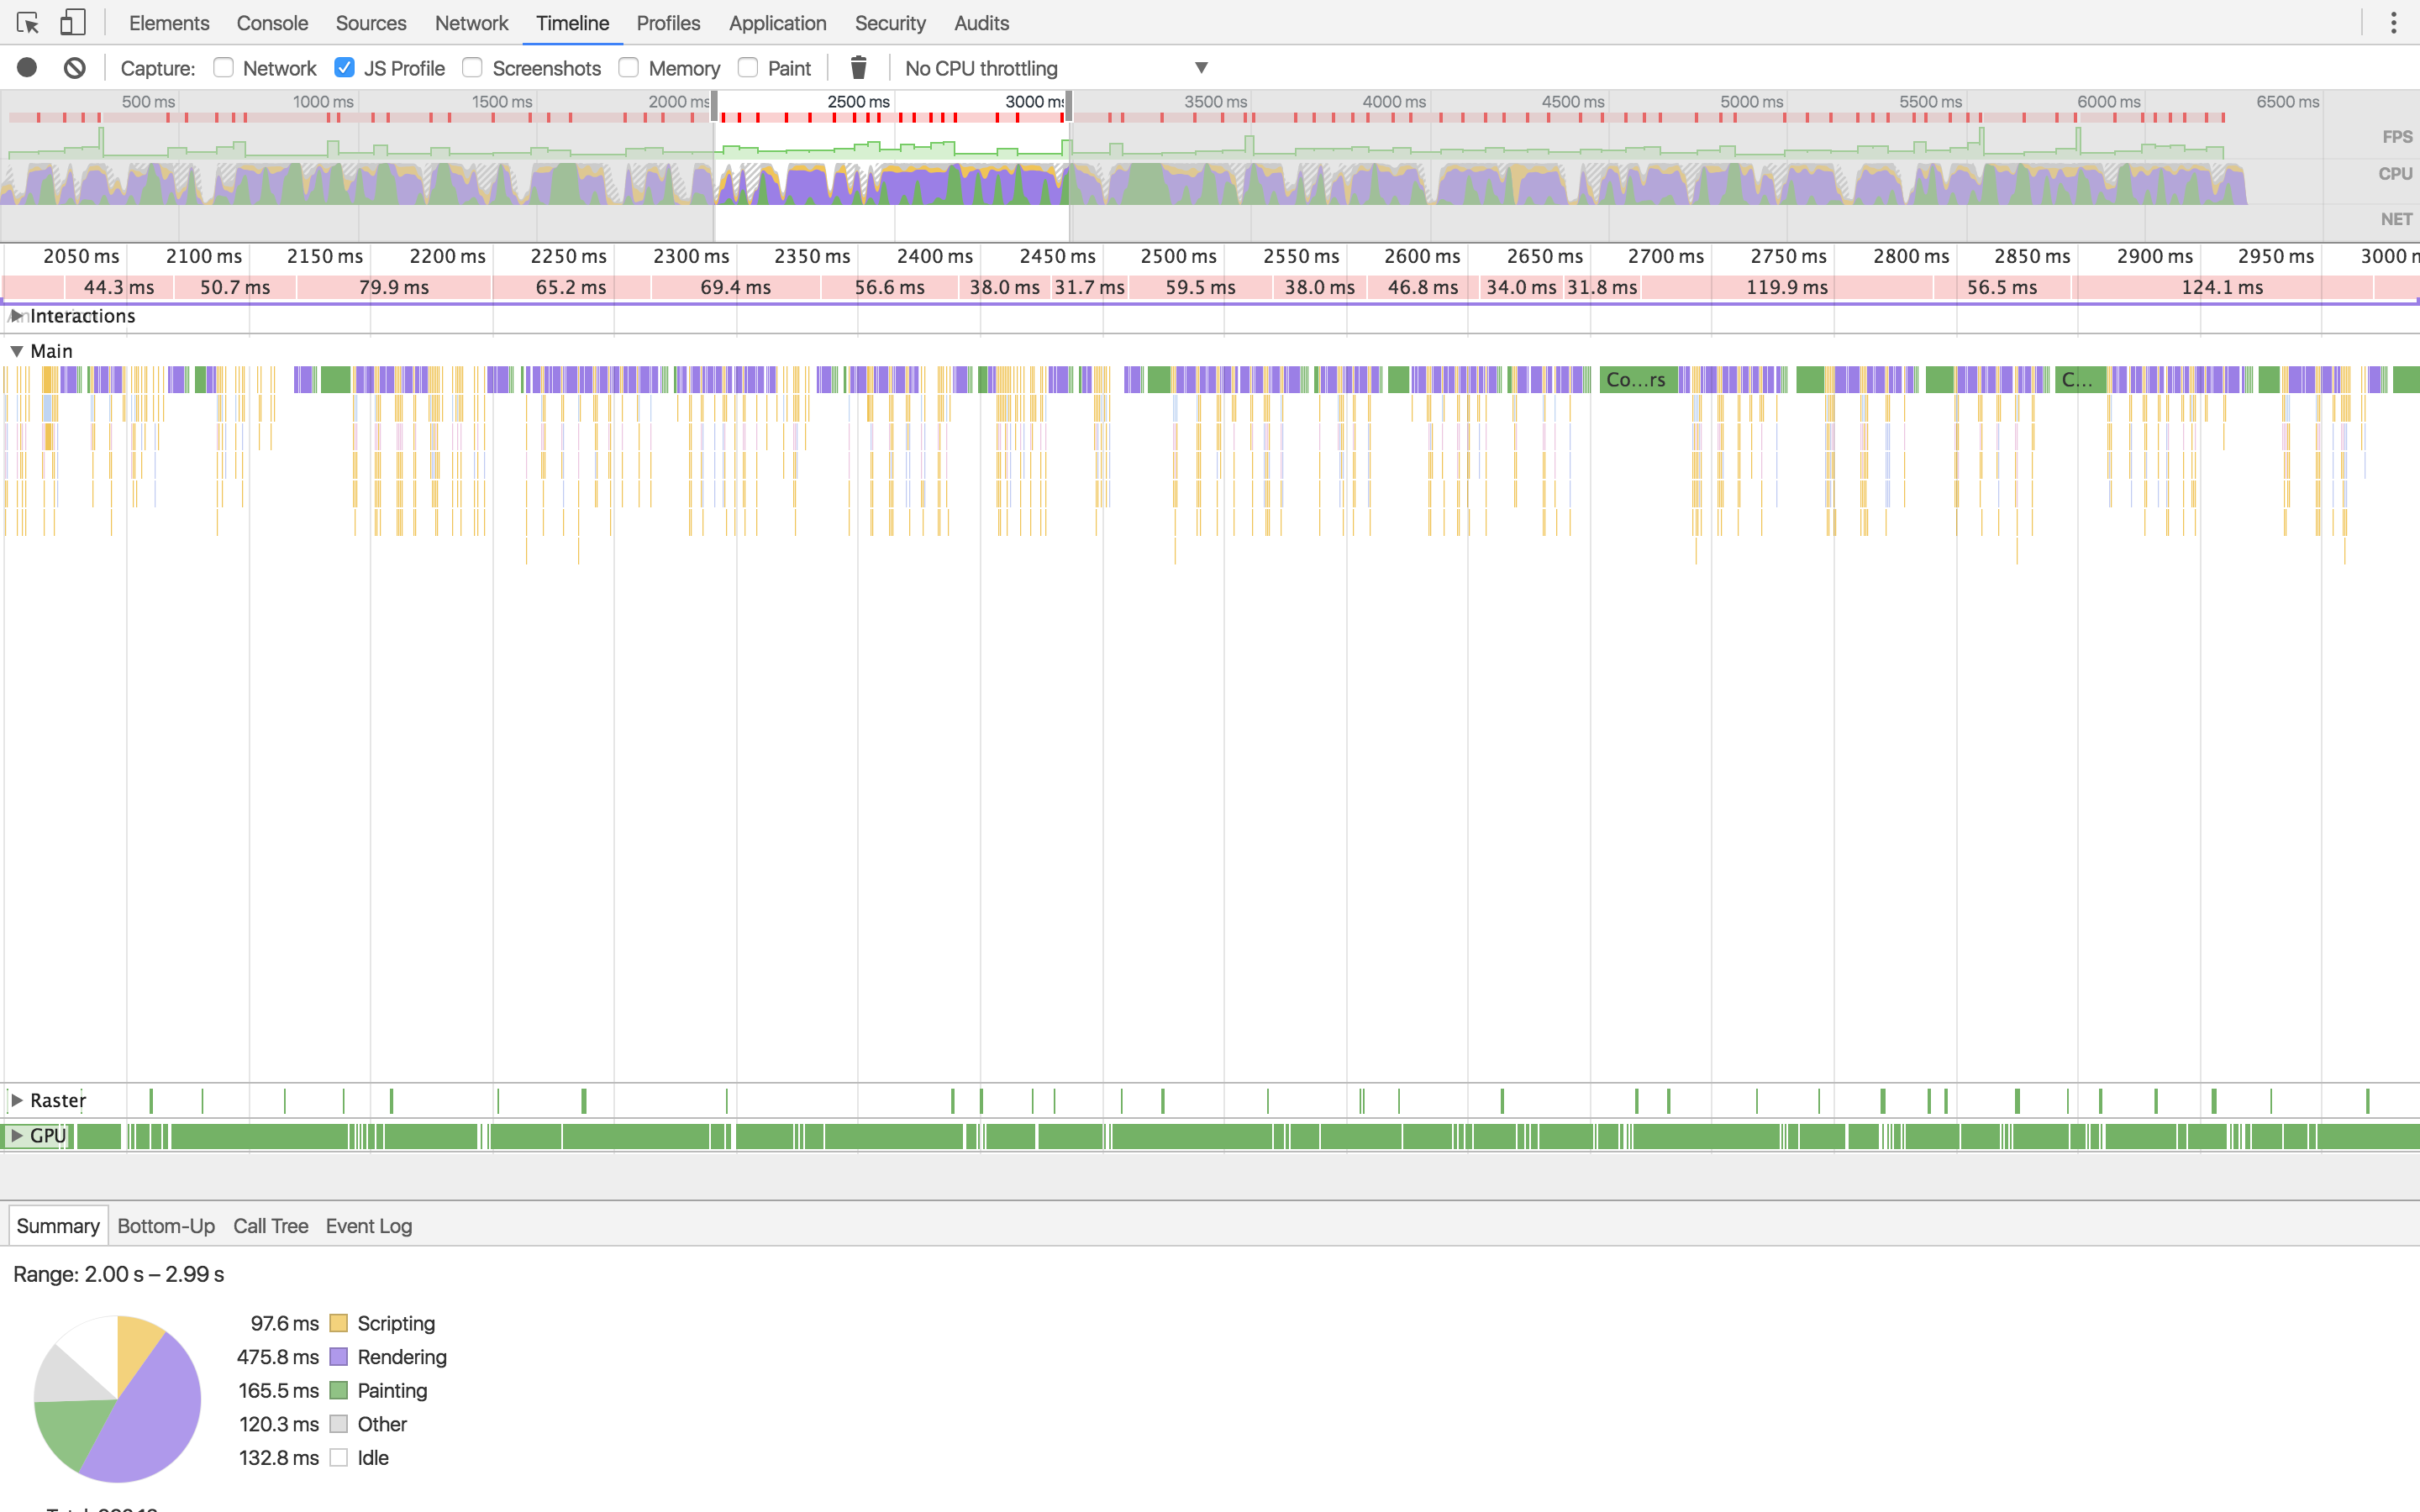 Elements Console Sources Network Timeline Profiles Application Security Audits
Capture: Network JS Profile Screenshots Memory Paint No CPU throttling
500 ms 1000 ms 1500 ms 2000 ms 2500 ms 3000 ms 3500 ms 4000 ms 4500 ms 5000 ms 5500 ms 6000 ms 6500 ms
FPS
CPU
NET
2050 ms 2100 ms 2150 ms 2200 ms 2250 ms 2300 ms 2350 ms 2400 ms 2450 ms 2500 ms 2550 ms 2600 ms 2650 ms 2700 ms 2750 ms 2800 ms 2850 ms 2900 ms 2950 ms 3000 m
44.3 ms 50.7 ms 79.9 ms 65.2 ms 69.4 ms 56.6 ms 38.0 ms 31.7 ms 59.5 ms 38.0 ms 46.8 ms 34.0 ms 31.8 ms 119.9 ms 56.5 ms 124.1 ms
Interactions
Main
Co...rs C...
Raster
GPU
Summary Bottom-Up Call Tree Event Log
Range: 2.00 s – 2.99 s
97.6 ms Scripting
475.8 ms Rendering
165.5 ms Painting
120.3 ms Other
132.8 ms Idle